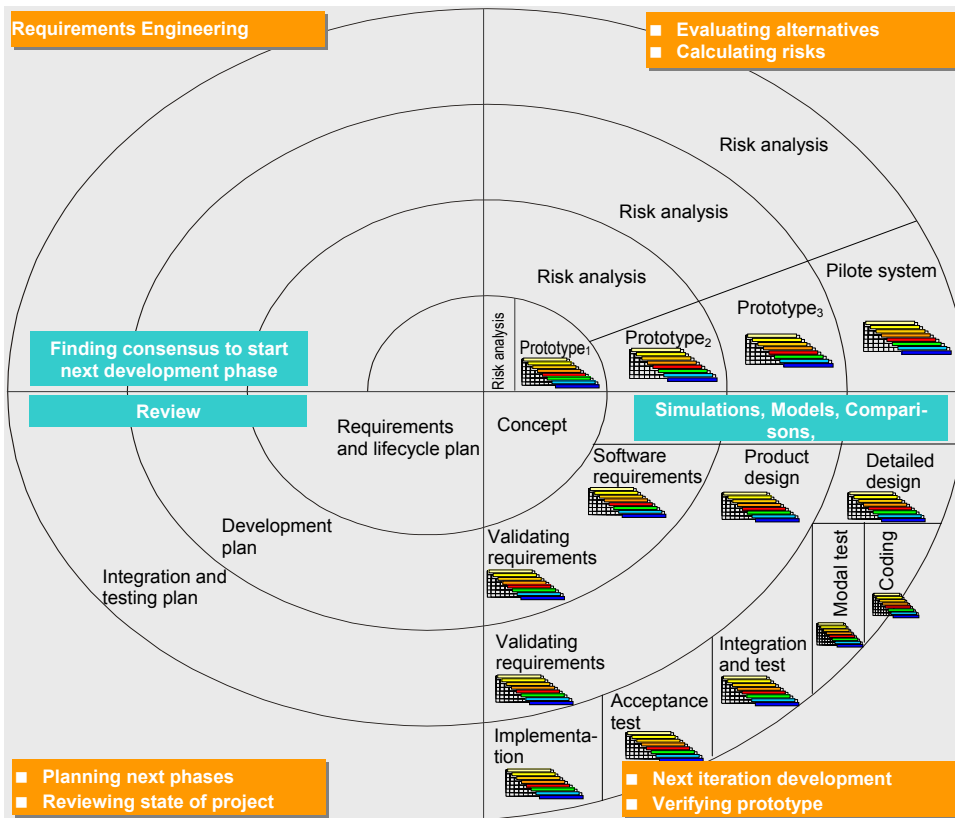 Requirements Engineering
■ Evaluating alternatives
■ Calculating risks
Risk analysis
Risk analysis
Risk analysis
Pilote system
Prototype3
Prototype2
Prototype1
Risk analysis
Finding consensus to start
next development phase
Review
Simulations, Models, Compari-
sons,
Requirements
and lifecycle plan
Concept
Software
requirements
Product
design
Detailed
design
Development
plan
Validating
requirements
Modal test
Coding
Integration and
testing plan
Validating
requirements
Integration
and test
Acceptance
test
Implementa-
tion
■ Planning next phases
■ Reviewing state of project
■ Next iteration development
■ Verifying prototype